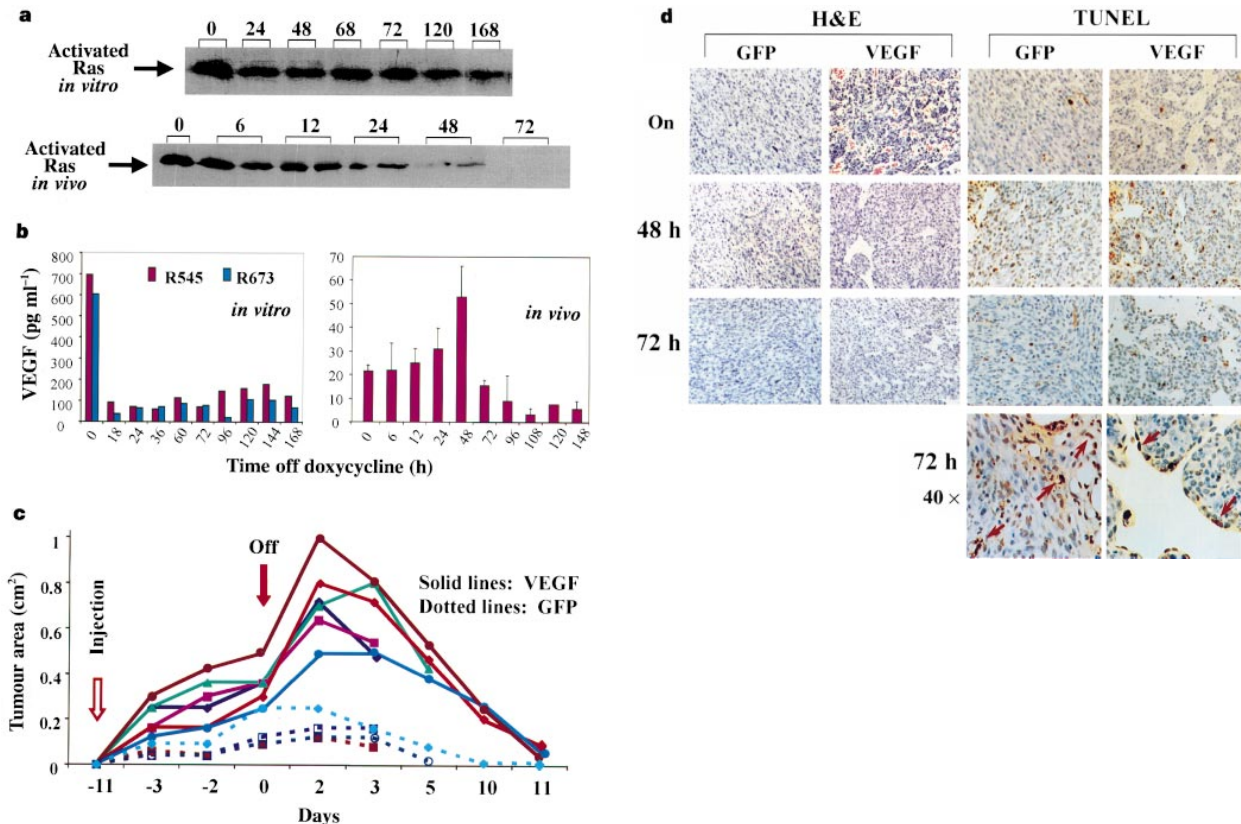 a
0 24 48 68 72 120 168
Activated
Ras
in vitro
0 6 12 24 48 72
Activated
Ras
in vivo
b
VEGF (pg ml⁻¹)
800
700
600
500
400
300
200
100
0
R545 R673
in vitro
0 18 24 36 60 72 96 120 144 168
70
60
50
40
30
20
10
0
in vivo
0 6 12 24 48 72 96 108 120 148
Time off doxycycline (h)
c
Tumour area (cm²)
1
0.8
0.6
0.4
0.2
0
Injection
Off
Solid lines: VEGF
Dotted lines: GFP
-11 -3 -2 0 2 3 5 10 11
Days
d
H&E TUNEL
GFP VEGF GFP VEGF
On
48 h
72 h
72 h
40 ×